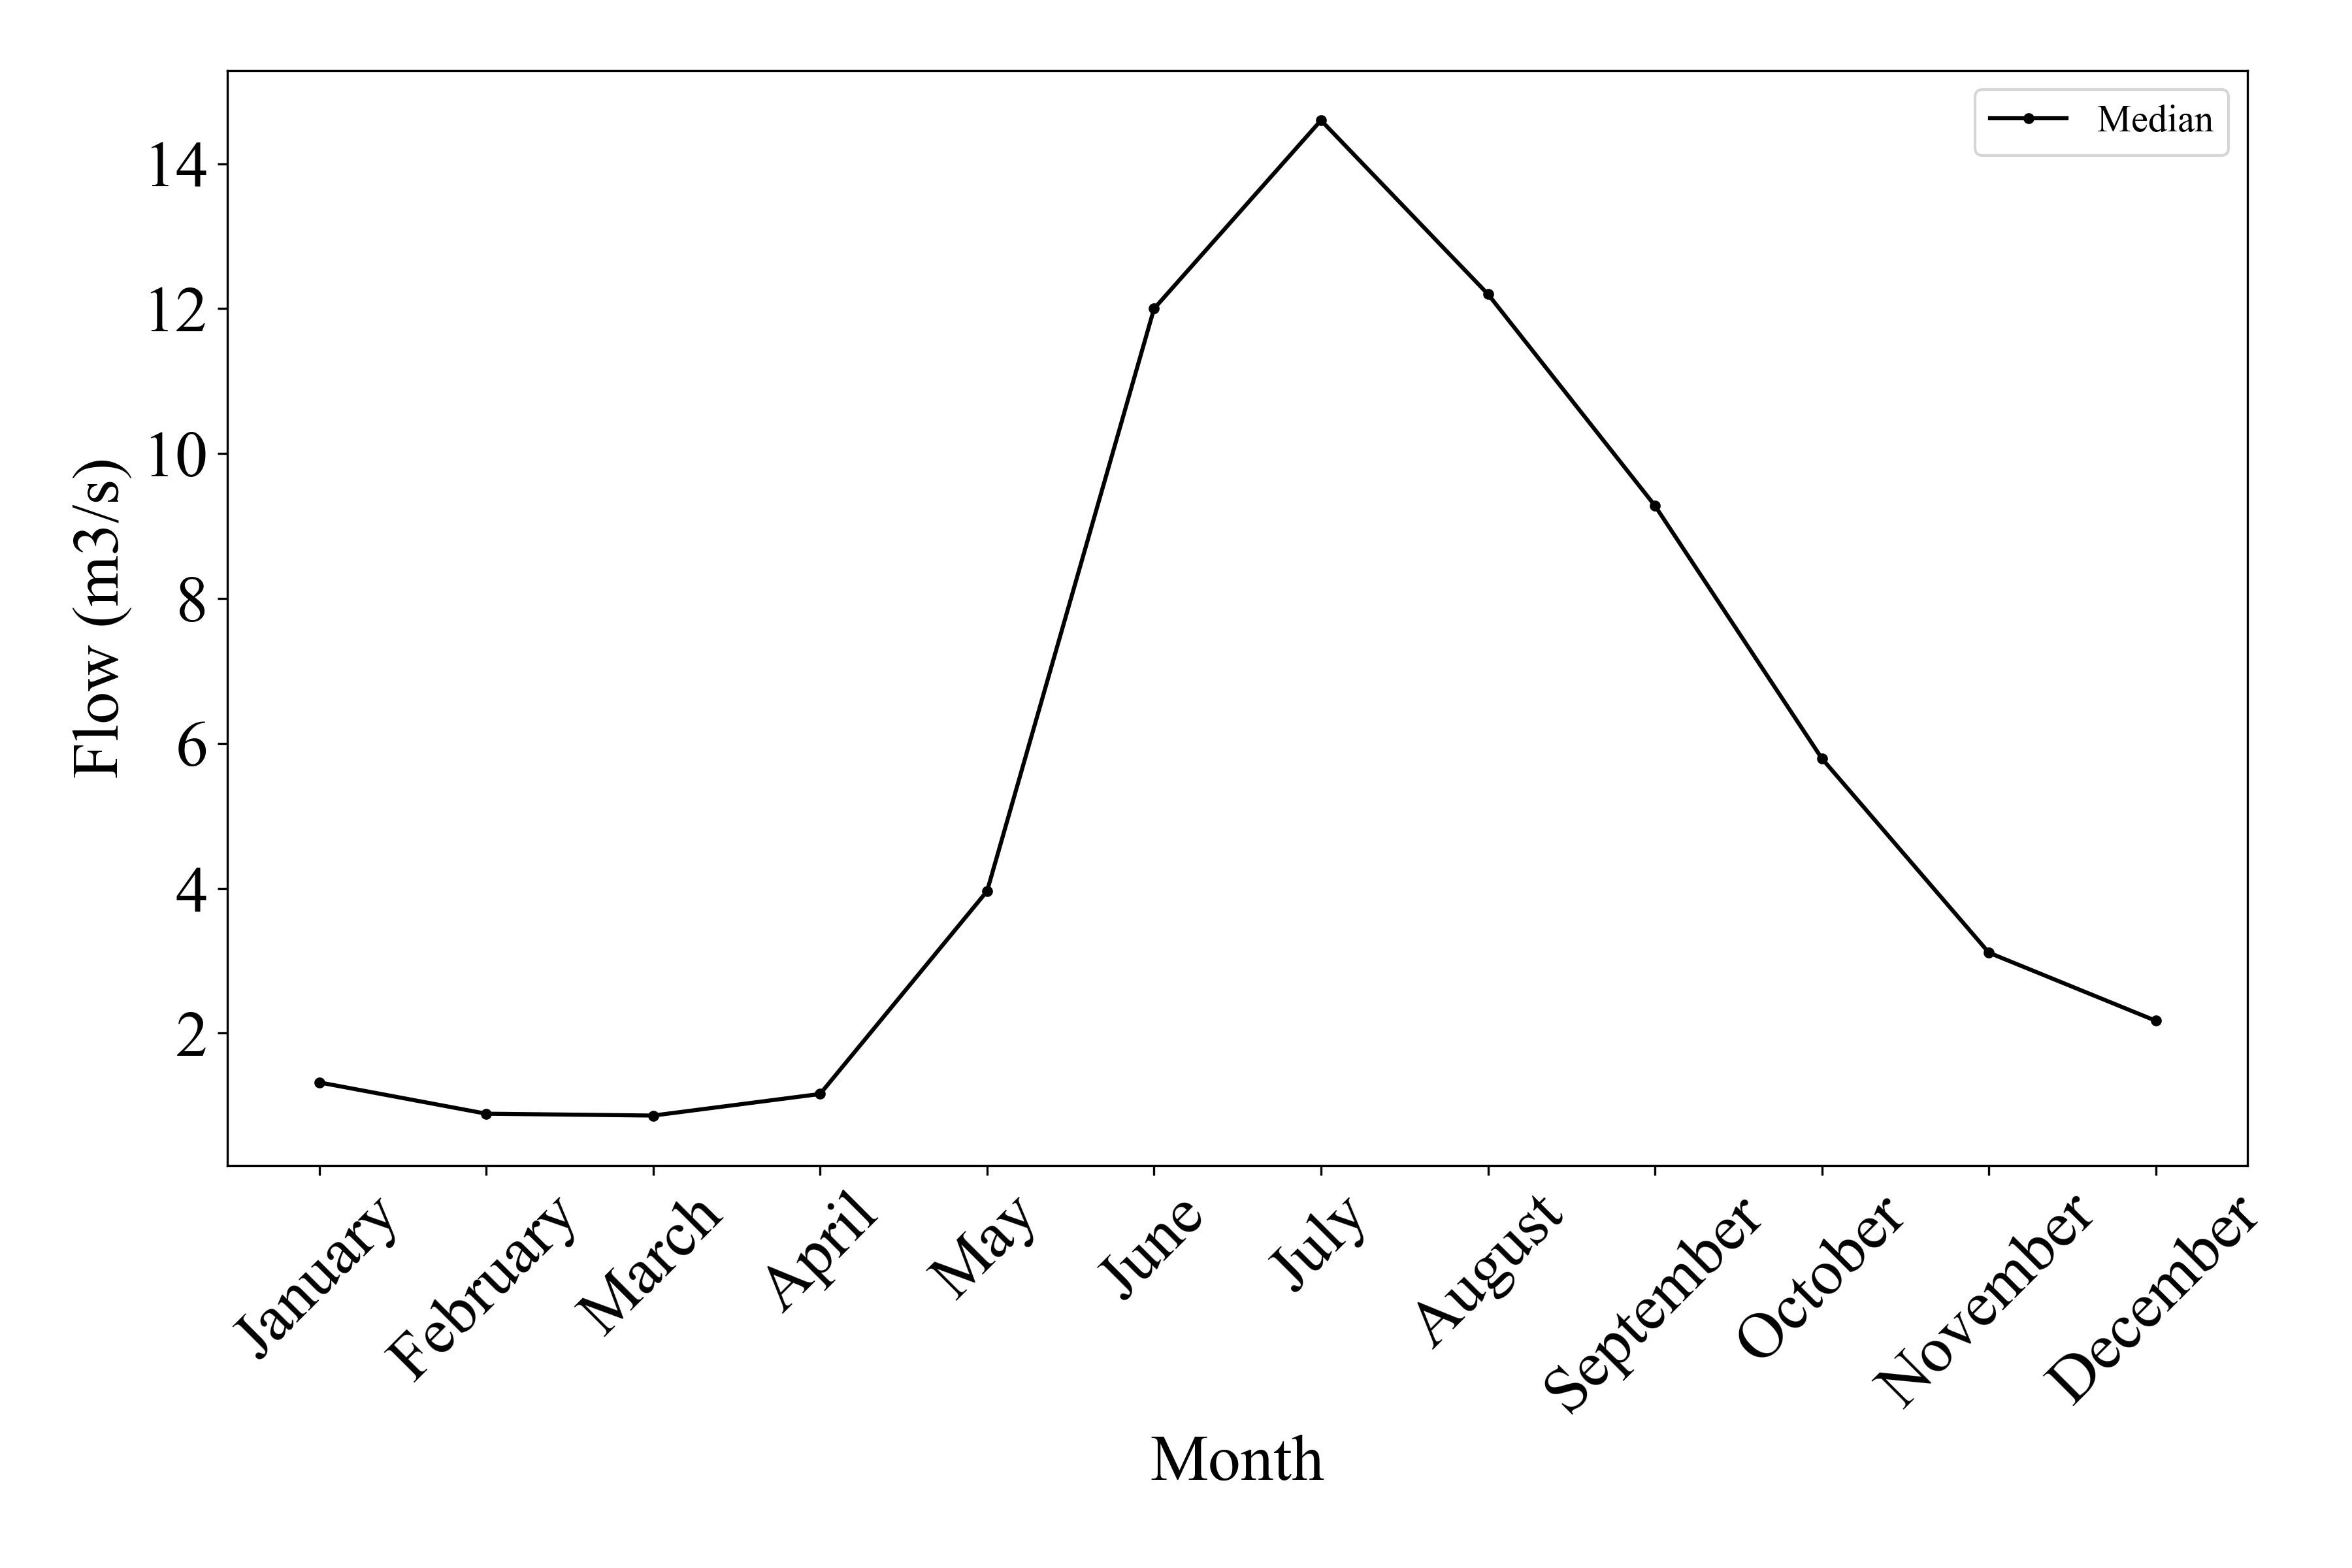 Median
14
12
10
8
6
4
2
Flow (m3/s)
January
February
March
April
May
June
July
August
September
October
November
December
Month